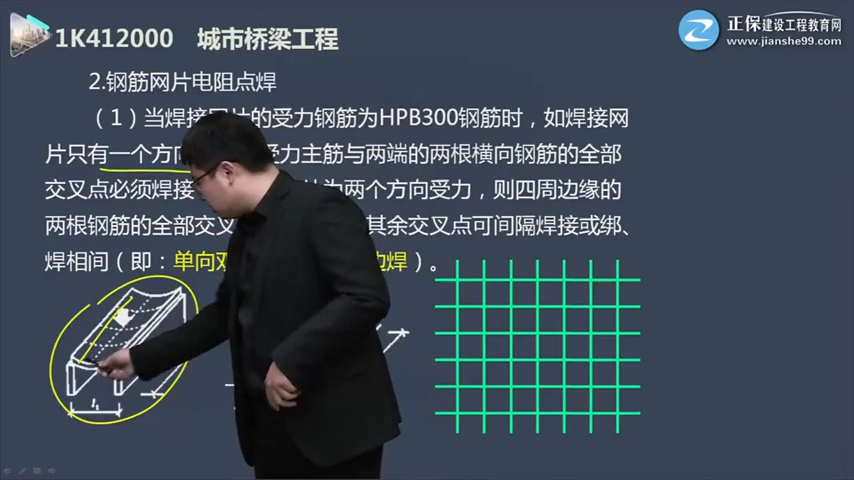 1K412000 城市桥梁工程
正保建设工程教育网
www.jianshe99.com
2.钢筋网片电阻点焊
（1）当焊接网片的受力钢筋为HPB300钢筋时，如焊接网
片只有一个方向 受力主筋与两端的两根横向钢筋的全部
交叉点必须焊接 为两个方向受力，则四周边缘的
两根钢筋的全部交叉 其余交叉点可间隔焊接或绑、
焊相间（即：单向双 边焊）。
l₁